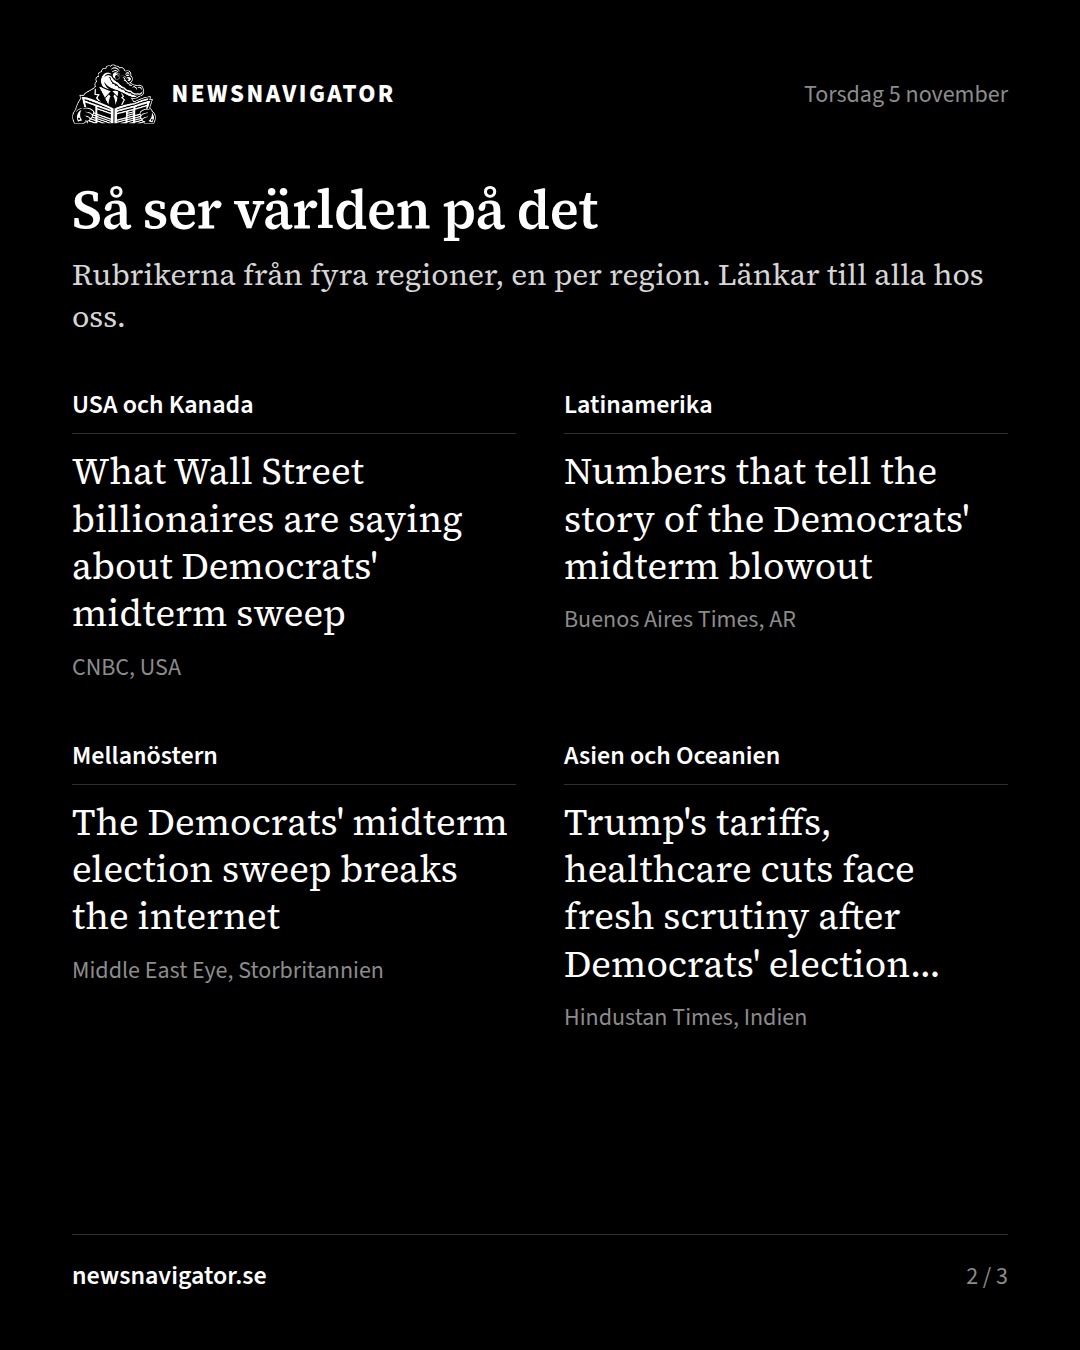 NEWSNAVIGATOR
Torsdag 5 november
Så ser världen på det
Rubrikerna från fyra regioner, en per region. Länkar till alla hos
oss.
USA och Kanada
What Wall Street
billionaires are saying
about Democrats'
midterm sweep
CNBC, USA
Latinamerika
Numbers that tell the
story of the Democrats'
midterm blowout
Buenos Aires Times, AR
Mellanöstern
The Democrats' midterm
election sweep breaks
the internet
Middle East Eye, Storbritannien
Asien och Oceanien
Trump's tariffs,
healthcare cuts face
fresh scrutiny after
Democrats' election...
Hindustan Times, Indien
newsnavigator.se
2 / 3